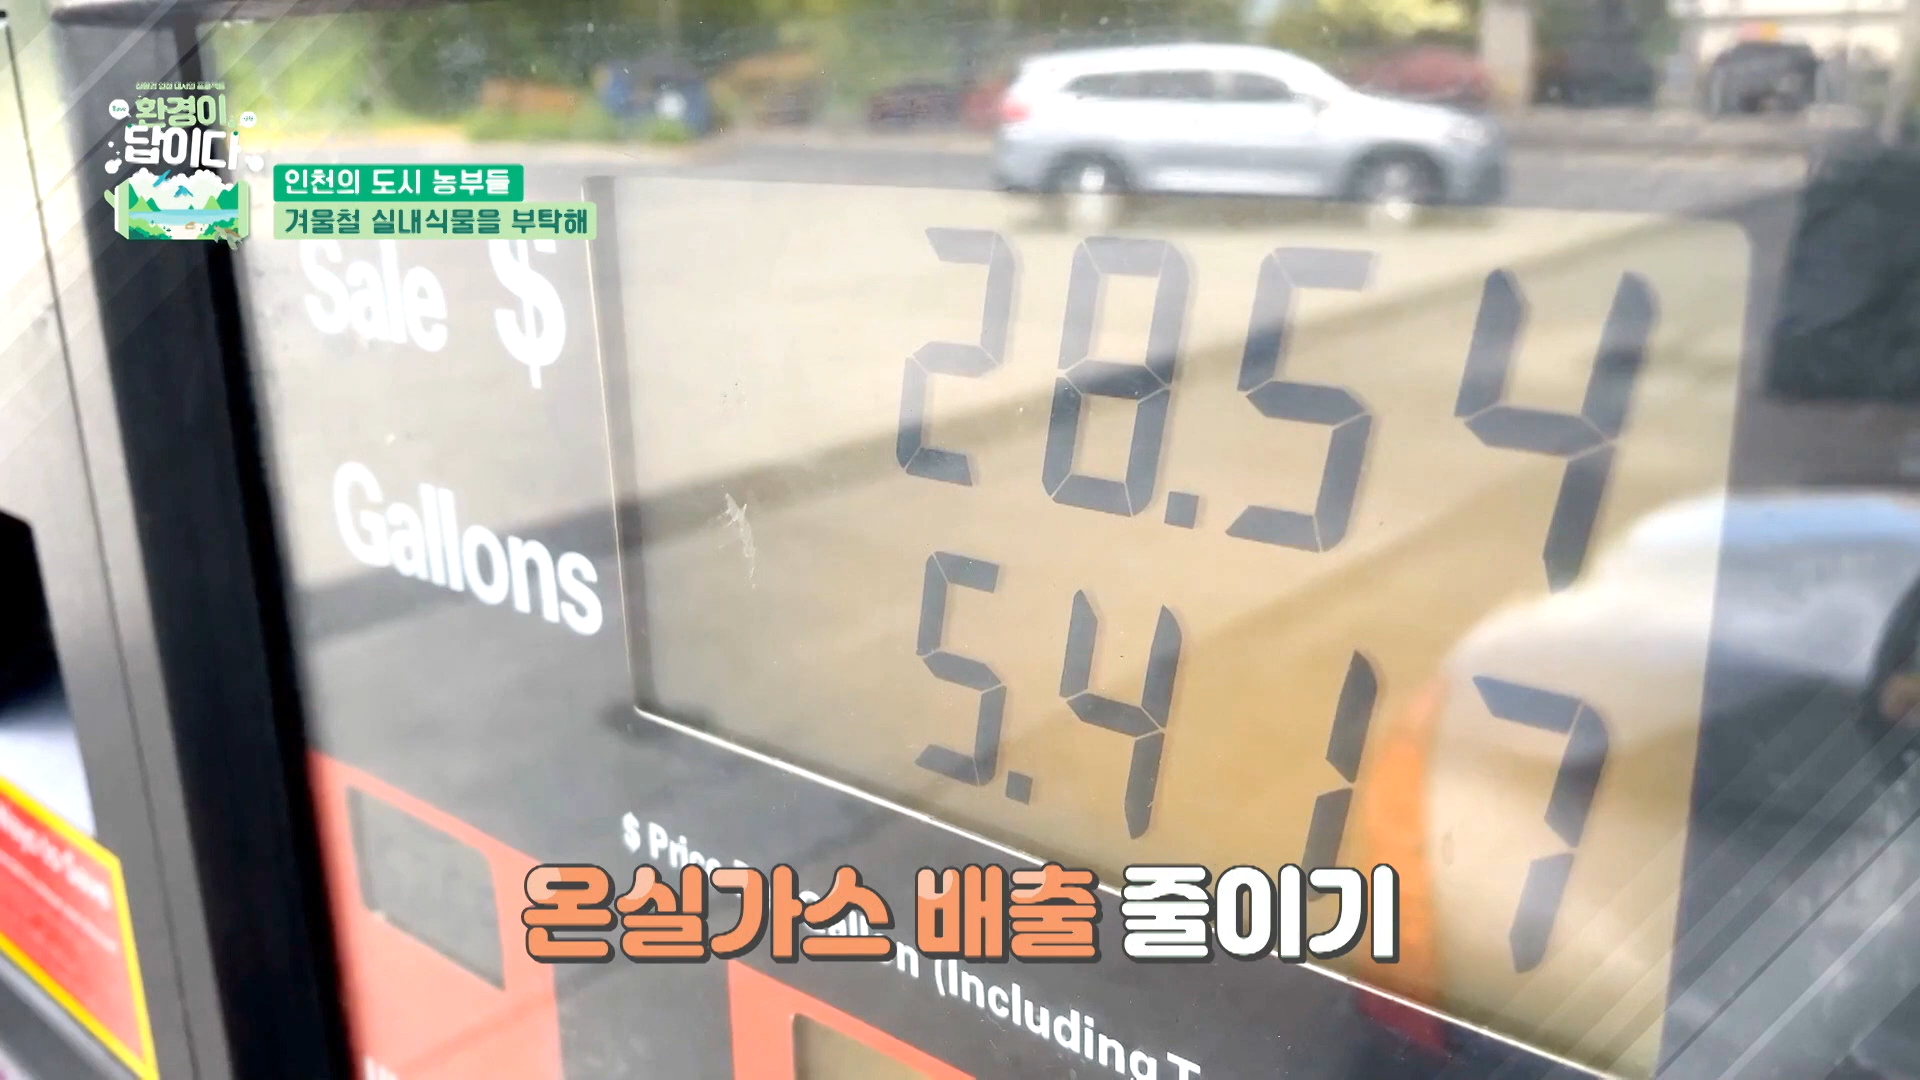 환경이
답이다
인천의 도시 농부들
겨울철 실내식물을 부탁해
Sale $ 28.54
Gallons 5.417
$ Price
(Including
온실가스 배출 줄이기